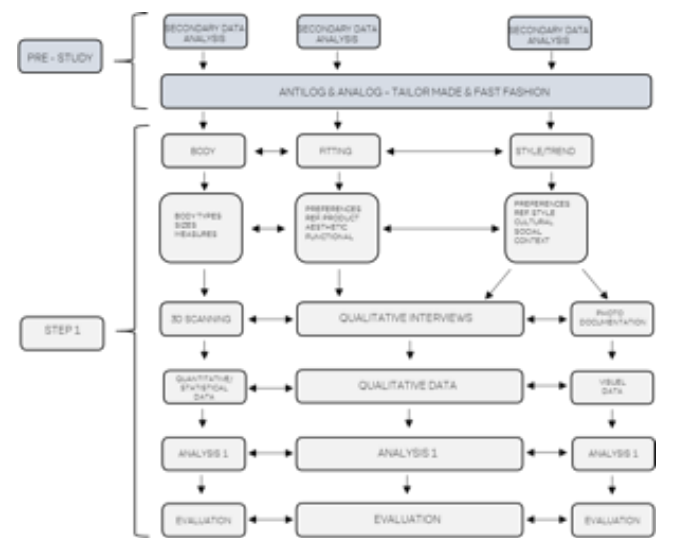 SECONDARY DATA
ANALYSIS
SECONDARY DATA
ANALYSIS
SECONDARY DATA
ANALYSIS
PRE - STUDY
ANTILOG & ANALOG - TAILOR MADE & FAST FASHION
BODY
FITTING
STYLE/TREND
BODY TYPES
SIZES
MEASURES
PREFERENCES
REF. PRODUCT
AESTHETIC
FUNCTIONAL
PREFERENCES
REF. STYLE
CULTURAL
SOCIAL
CONTEXT
STEP 1
3D SCANNING
QUALITATIVE INTERVIEWS
PHOTO
DOCUMENTATION
QUANTITATIVE/
STATISTICAL
DATA
QUALITATIVE DATA
VISUEL
DATA
ANALYSIS 1
ANALYSIS 1
ANALYSIS 1
EVALUATION
EVALUATION
EVALUATION